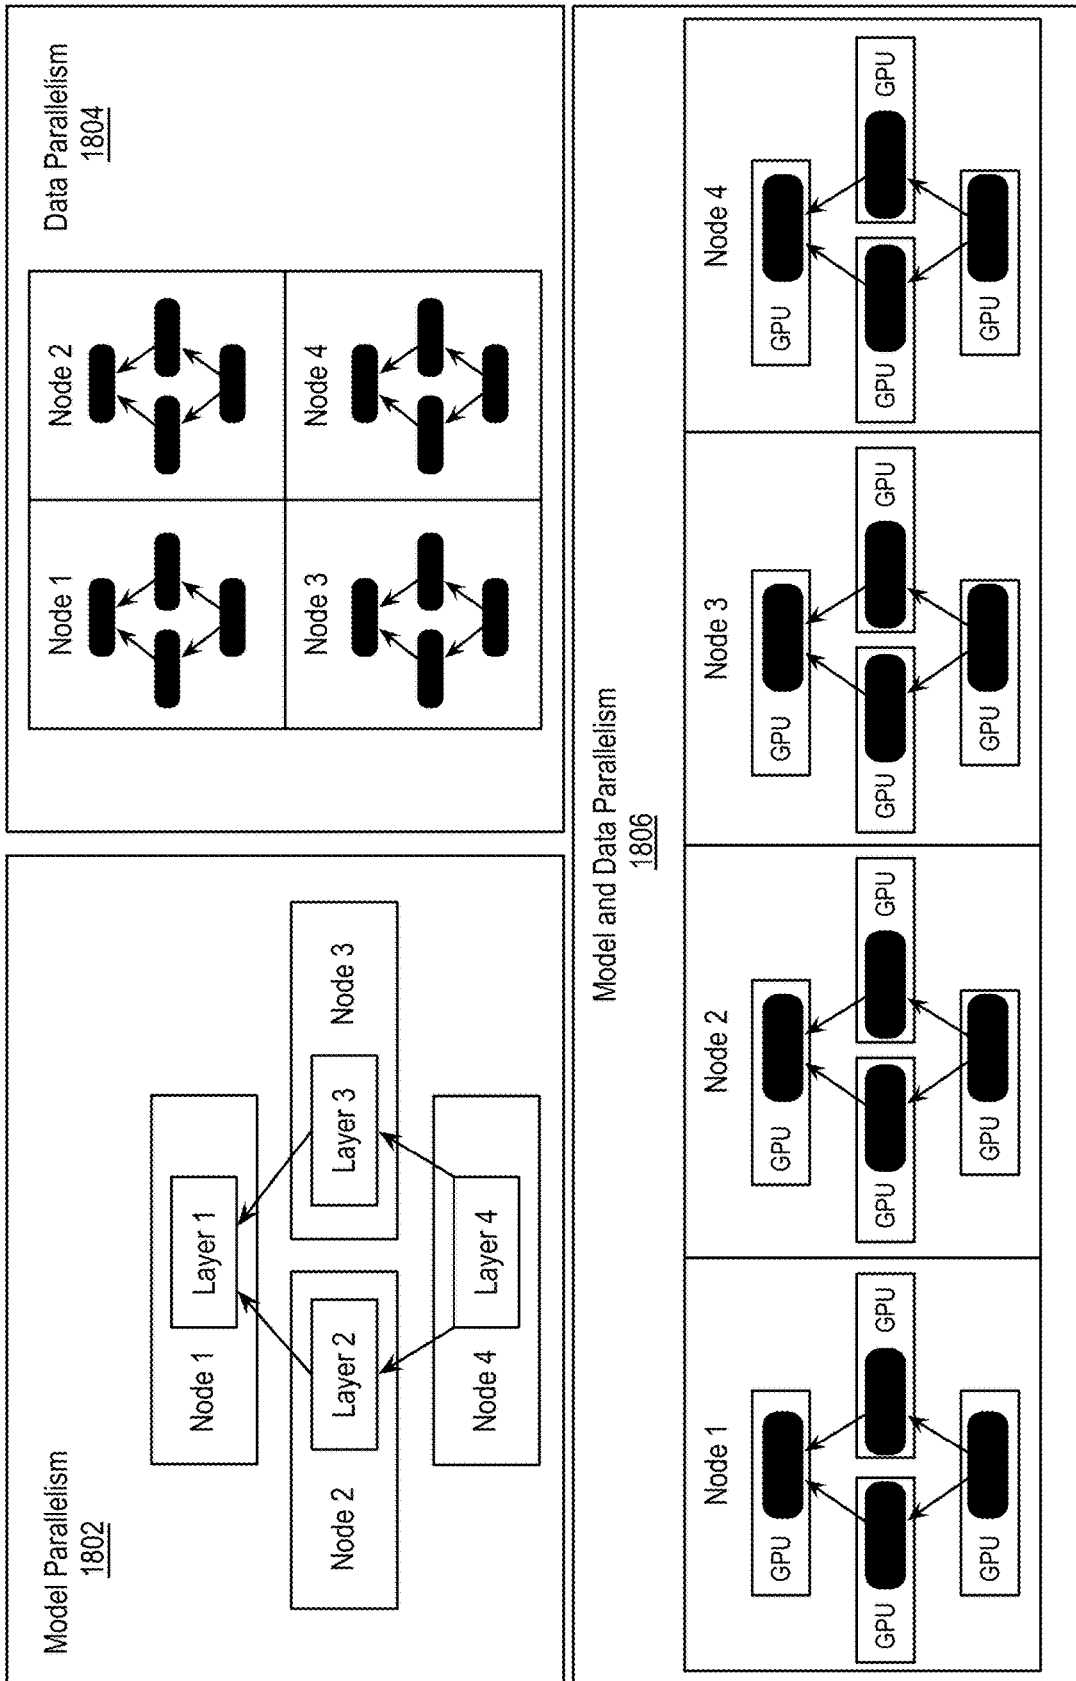 Model Parallelism
1802
Node 1
Layer 1
Node 2
Layer 2
Layer 3
Node 3
Node 4
Layer 4
Data Parallelism
1804
Node 1
Node 2
Node 3
Node 4
Model and Data Parallelism
1806
Node 1
GPU
GPU
GPU
GPU
Node 2
GPU
GPU
GPU
GPU
Node 3
GPU
GPU
GPU
GPU
Node 4
GPU
GPU
GPU
GPU